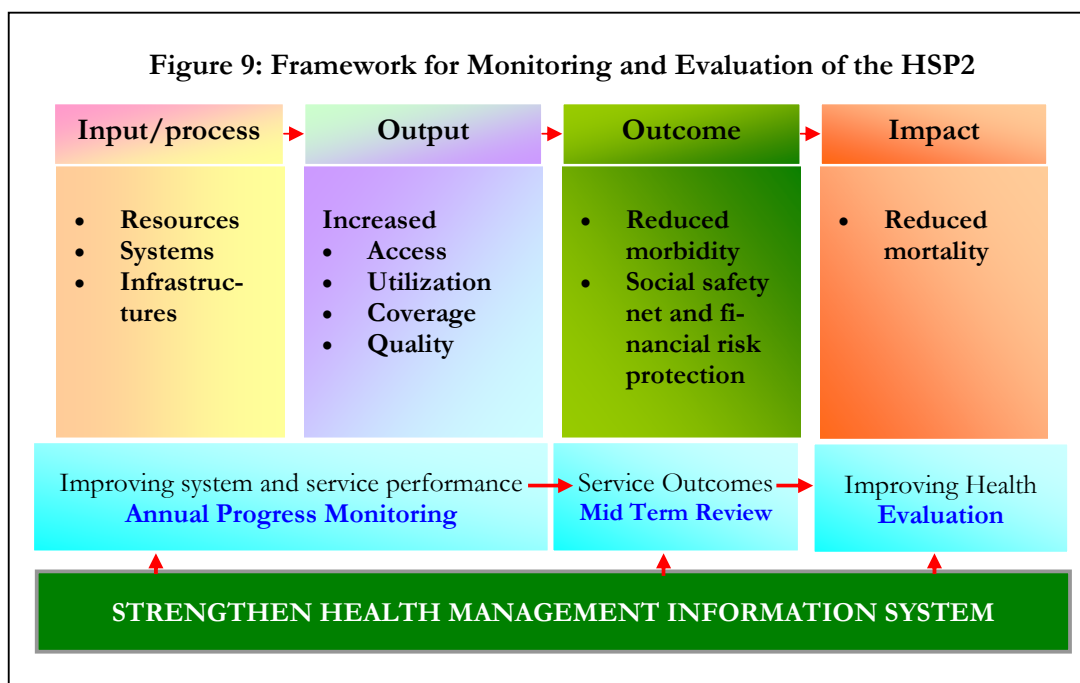 Figure 9: Framework for Monitoring and Evaluation of the HSP2
Input/process
Output
Outcome
Impact
• Resources
• Systems
• Infrastruc-
tures
Increased
• Access
• Utilization
• Coverage
• Quality
• Reduced
morbidity
• Social safety
net and fi-
nancial risk
protection
• Reduced
mortality
Improving system and service performance
Annual Progress Monitoring
Service Outcomes
Mid Term Review
Improving Health
Evaluation
STRENGTHEN HEALTH MANAGEMENT INFORMATION SYSTEM